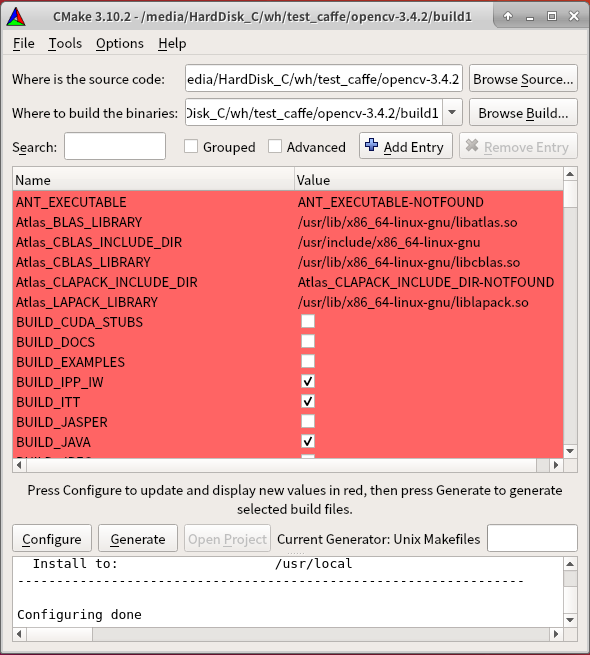 CMake 3.10.2 - /media/HardDisk_C/wh/test_caffe/opencv-3.4.2/build1
File Tools Options Help
Where is the source code: edia/HardDisk_C/wh/test_caffe/opencv-3.4.2 Browse Source...
Where to build the binaries: Disk_C/wh/test_caffe/opencv-3.4.2/build1 Browse Build...
Search: Grouped Advanced Add Entry Remove Entry
Name Value
ANT_EXECUTABLE ANT_EXECUTABLE-NOTFOUND
Atlas_BLAS_LIBRARY /usr/lib/x86_64-linux-gnu/libatlas.so
Atlas_CBLAS_INCLUDE_DIR /usr/include/x86_64-linux-gnu
Atlas_CBLAS_LIBRARY /usr/lib/x86_64-linux-gnu/libcblas.so
Atlas_CLAPACK_INCLUDE_DIR Atlas_CLAPACK_INCLUDE_DIR-NOTFOUND
Atlas_LAPACK_LIBRARY /usr/lib/x86_64-linux-gnu/liblapack.so
BUILD_CUDA_STUBS
BUILD_DOCS
BUILD_EXAMPLES
BUILD_IPP_IW
BUILD_ITT
BUILD_JASPER
BUILD_JAVA
Press Configure to update and display new values in red, then press Generate to generate
selected build files.
Configure Generate Open Project Current Generator: Unix Makefiles
Install to: /usr/local
-----------------------------------------------------------------
Configuring done